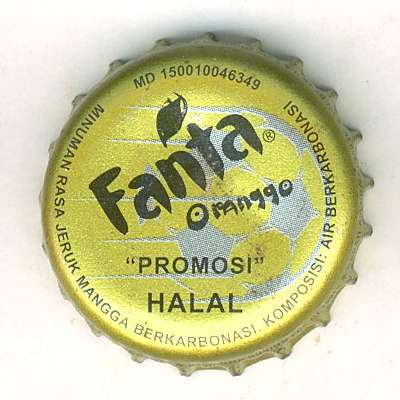 MD 150010046349
Fanta®
Oranggo
"PROMOSI"
HALAL
MINUMAN RASA JERUK MANGGA BERKARBONASI. KOMPOSISI: AIR BERKARBONASI